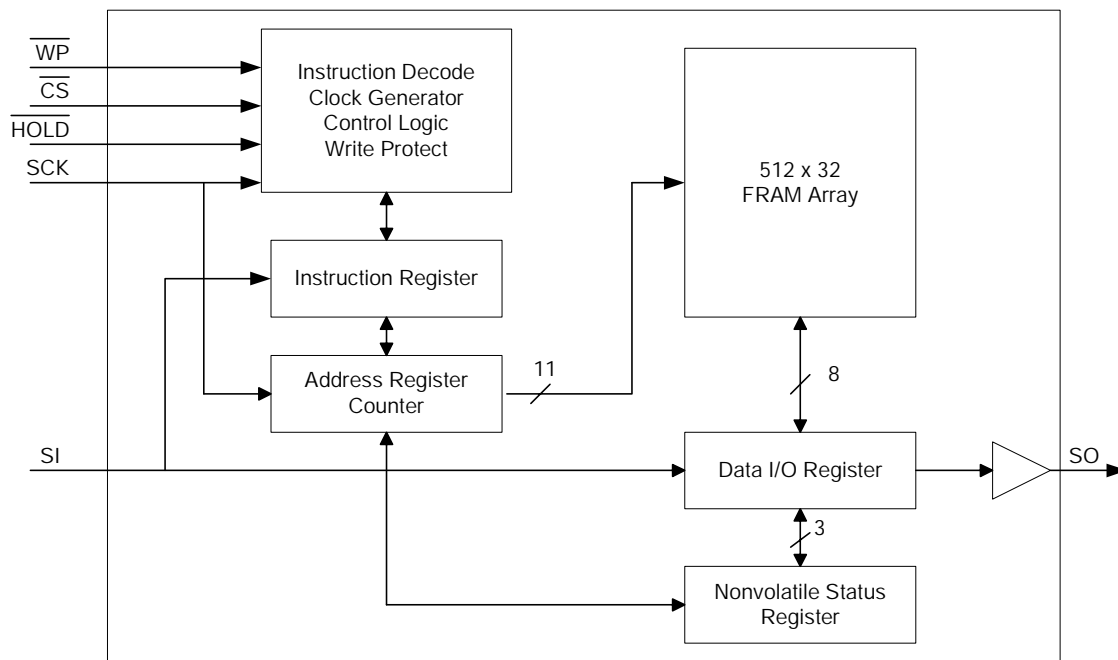 WP
CS
HOLD
SCK
Instruction Decode
Clock Generator
Control Logic
Write Protect
512 x 32
FRAM Array
Instruction Register
Address Register
Counter
11
8
SI
Data I/O Register
SO
3
Nonvolatile Status
Register